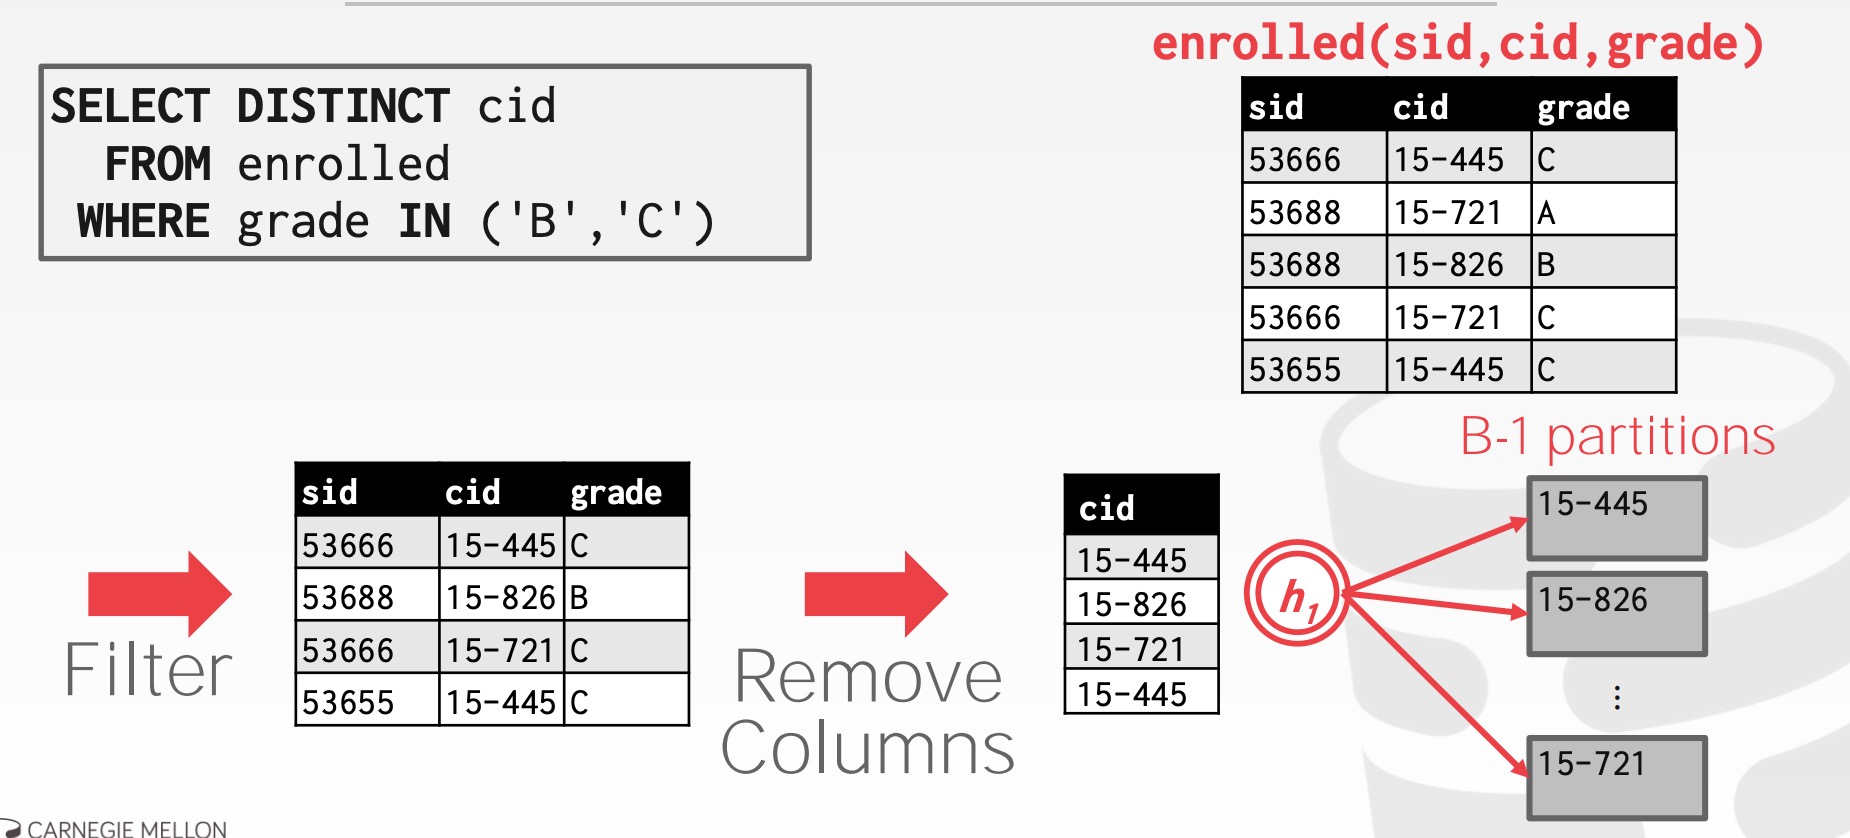 enrolled(sid,cid,grade)
SELECT DISTINCT cid
FROM enrolled
WHERE grade IN ('B','C')
sid cid grade
53666 15-445 C
53688 15-721 A
53688 15-826 B
53666 15-721 C
53655 15-445 C
Filter
sid cid grade
53666 15-445 C
53688 15-826 B
53666 15-721 C
53655 15-445 C
Remove
Columns
cid
15-445
15-826
15-721
15-445
h1
B-1 partitions
15-445
15-826
⋮
15-721
CARNEGIE MELLON